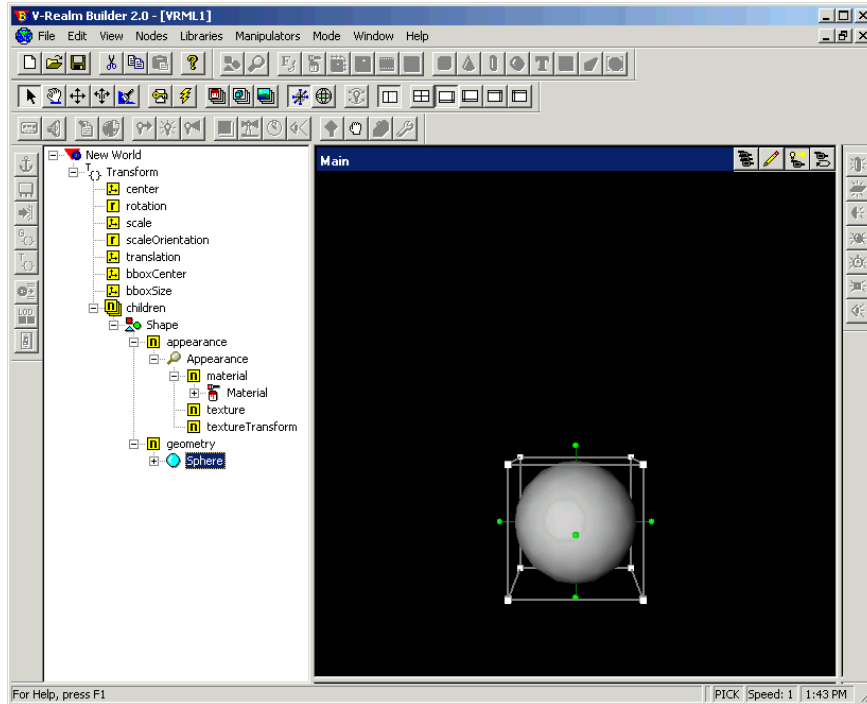 V-Realm Builder 2.0 - [VRML1]
File Edit View Nodes Libraries Manipulators Mode Window Help
New World
Transform
center
rotation
scale
scaleOrientation
translation
bboxCenter
bboxSize
children
Shape
appearance
Appearance
material
Material
texture
textureTransform
geometry
Sphere
Main
For Help, press F1
PICK Speed: 1 1:43 PM